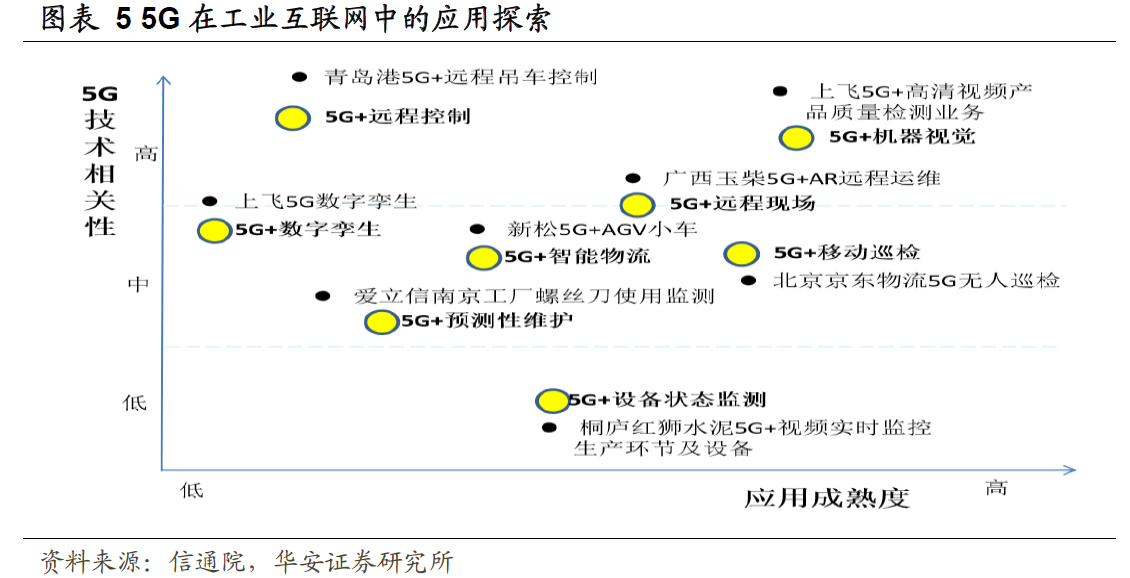 图表 5 5G 在工业互联网中的应用探索
5G
技
术
相
关
性
高
中
低
青岛港5G+远程吊车控制
5G+远程控制
上飞5G+高清视频产
品质量检测业务
5G+机器视觉
广西玉柴5G+AR远程运维
5G+远程现场
上飞5G数字孪生
5G+数字孪生
新松5G+AGV小车
5G+智能物流
5G+移动巡检
北京京东物流5G无人巡检
爱立信南京工厂螺丝刀使用监测
5G+预测性维护
5G+设备状态监测
桐庐红狮水泥5G+视频实时监控
生产环节及设备
低
应用成熟度
高
资料来源：信通院，华安证券研究所